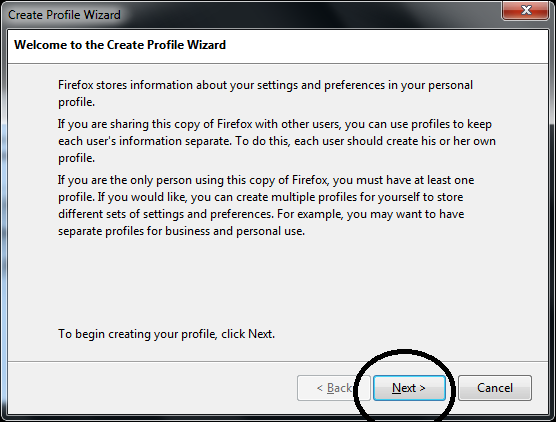 Create Profile Wizard
Welcome to the Create Profile Wizard
Firefox stores information about your settings and preferences in your personal
profile.
If you are sharing this copy of Firefox with other users, you can use profiles to keep
each user's information separate. To do this, each user should create his or her own
profile.
If you are the only person using this copy of Firefox, you must have at least one
profile. If you would like, you can create multiple profiles for yourself to store
different sets of settings and preferences. For example, you may want to have
separate profiles for business and personal use.
To begin creating your profile, click Next.
< Back Next > Cancel